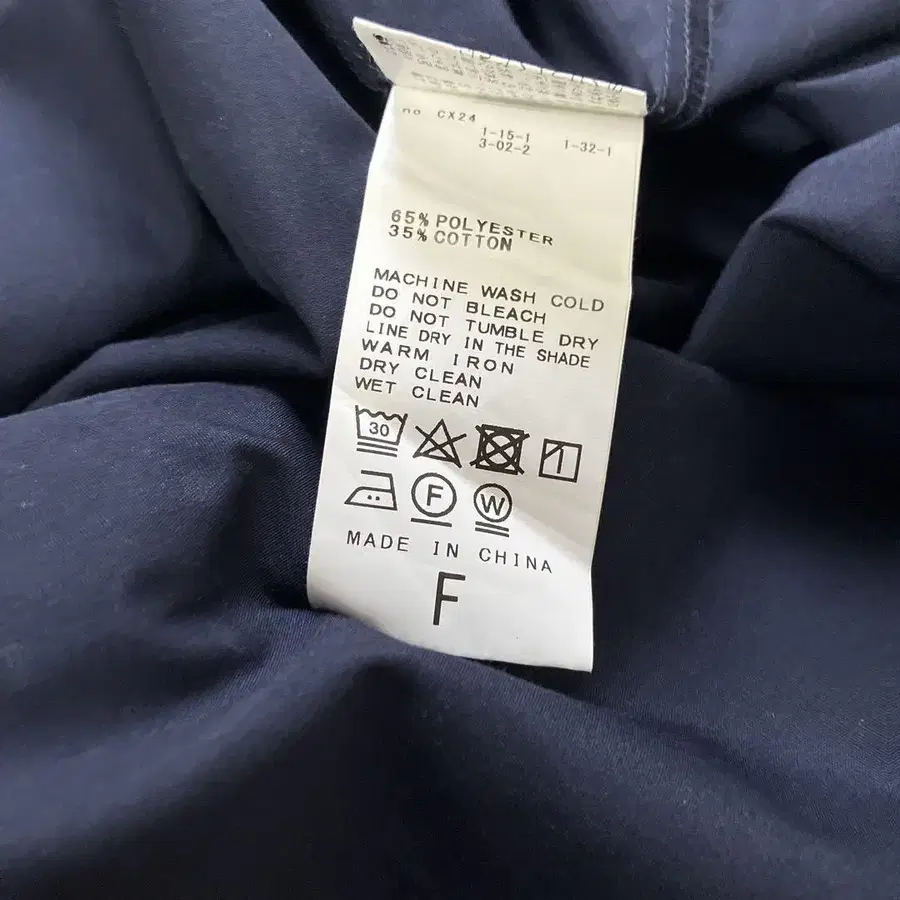 no CX24
1-15-1 1-32-1
3-02-2
65% POLYESTER
35% COTTON
MACHINE WASH COLD
DO NOT BLEACH
DO NOT TUMBLE DRY
LINE DRY IN THE SHADE
WARM IRON
DRY CLEAN
WET CLEAN
30
F W
MADE IN CHINA
F